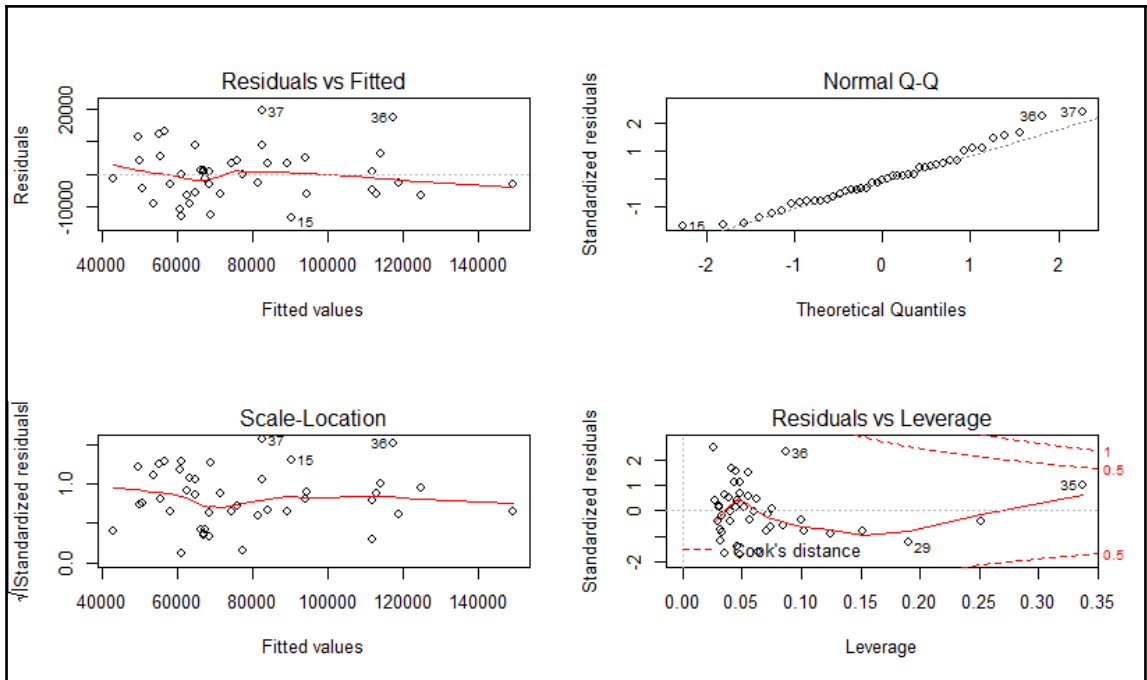 Residuals vs Fitted
Residuals
20000
-10000
37
36
15
40000 60000 80000 100000 120000 140000
Fitted values
Normal Q-Q
Standardized residuals
2
1
-1
36
37
15
-2 -1 0 1 2
Theoretical Quantiles
Scale-Location
√|Standardized residuals|
1.0
0.0
37
36
15
40000 60000 80000 100000 120000 140000
Fitted values
Residuals vs Leverage
Standardized residuals
2
1
0
-2
36
35
29
1
0.5
0.5
Cook's distance
0.00 0.05 0.10 0.15 0.20 0.25 0.30 0.35
Leverage